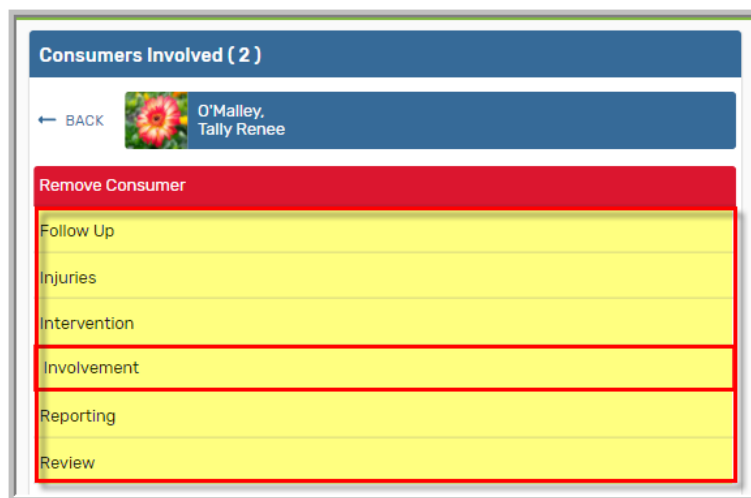 Consumers Involved ( 2 )
BACK
O'Malley,
Tally Renee
Remove Consumer
Follow Up
Injuries
Intervention
Involvement
Reporting
Review